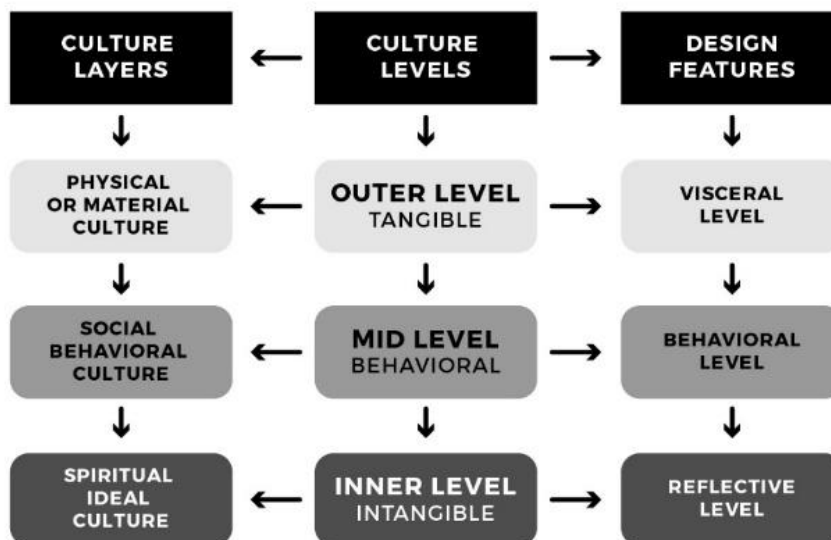 CULTURE
LAYERS
CULTURE
LEVELS
DESIGN
FEATURES
PHYSICAL
OR MATERIAL
CULTURE
OUTER LEVEL
TANGIBLE
VISCERAL
LEVEL
SOCIAL
BEHAVIORAL
CULTURE
MID LEVEL
BEHAVIORAL
BEHAVIORAL
LEVEL
SPIRITUAL
IDEAL
CULTURE
INNER LEVEL
INTANGIBLE
REFLECTIVE
LEVEL